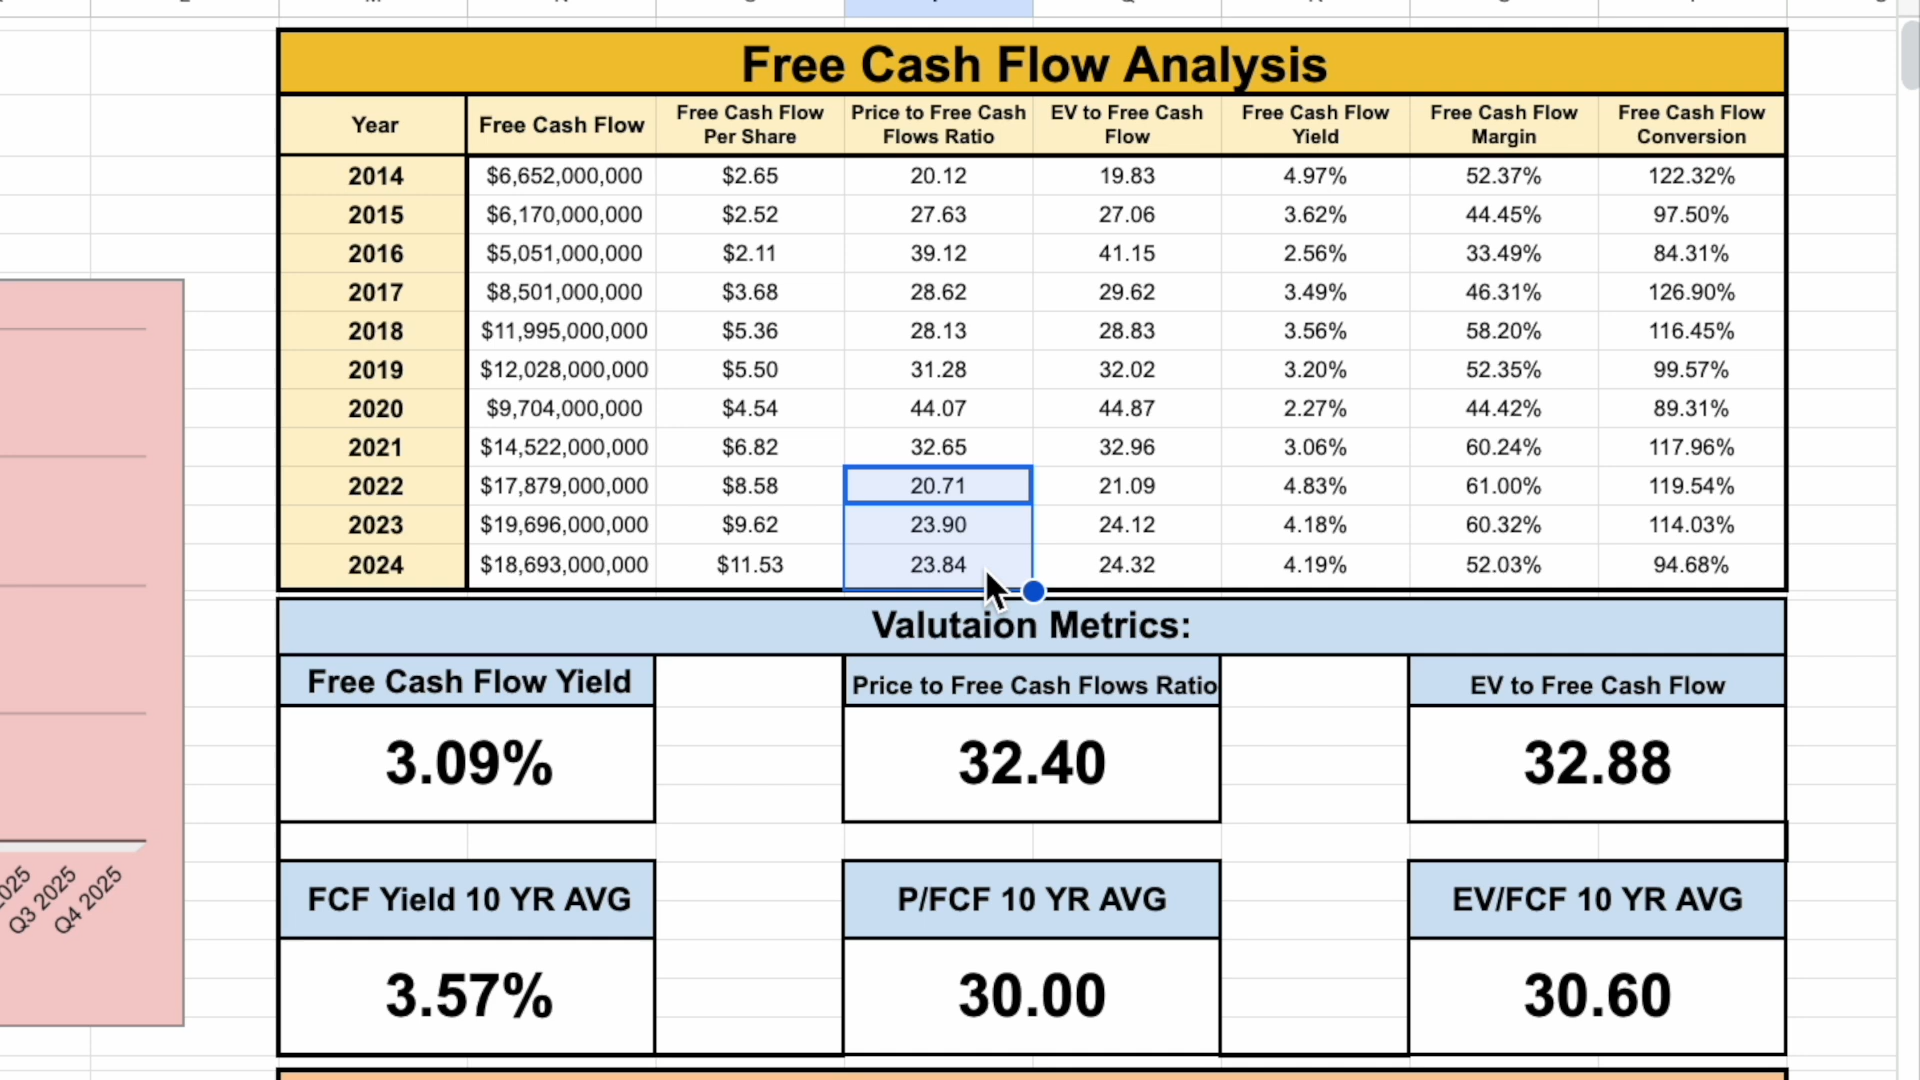 Free Cash Flow Analysis
Year Free Cash Flow Free Cash Flow Per Share Price to Free Cash Flows Ratio EV to Free Cash Flow Free Cash Flow Yield Free Cash Flow Margin Free Cash Flow Conversion
2014 $6,652,000,000 $2.65 20.12 19.83 4.97% 52.37% 122.32%
2015 $6,170,000,000 $2.52 27.63 27.06 3.62% 44.45% 97.50%
2016 $5,051,000,000 $2.11 39.12 41.15 2.56% 33.49% 84.31%
2017 $8,501,000,000 $3.68 28.62 29.62 3.49% 46.31% 126.90%
2018 $11,995,000,000 $5.36 28.13 28.83 3.56% 58.20% 116.45%
2019 $12,028,000,000 $5.50 31.28 32.02 3.20% 52.35% 99.57%
2020 $9,704,000,000 $4.54 44.07 44.87 2.27% 44.42% 89.31%
2021 $14,522,000,000 $6.82 32.65 32.96 3.06% 60.24% 117.96%
2022 $17,879,000,000 $8.58 20.71 21.09 4.83% 61.00% 119.54%
2023 $19,696,000,000 $9.62 23.90 24.12 4.18% 60.32% 114.03%
2024 $18,693,000,000 $11.53 23.84 24.32 4.19% 52.03% 94.68%
Valutaion Metrics:
Free Cash Flow Yield Price to Free Cash Flows Ratio EV to Free Cash Flow
3.09% 32.40 32.88
FCF Yield 10 YR AVG P/FCF 10 YR AVG EV/FCF 10 YR AVG
3.57% 30.00 30.60
Q3 2025
Q4 2025